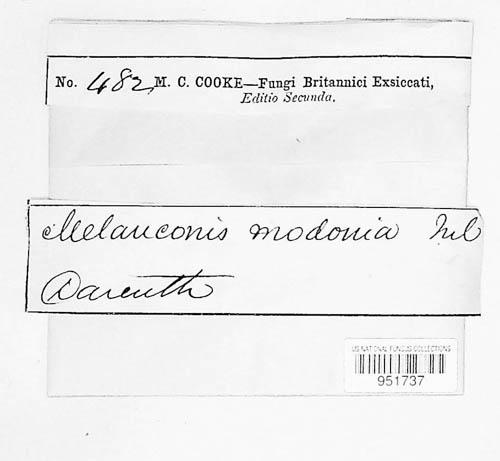 No. 482 M. C. COOKE—Fungi Britannici Exsiccati,
Editio Secunda.
Melanconis modonia Tul
Darenth
US NATIONAL FUNGUS COLLECTIONS
951737